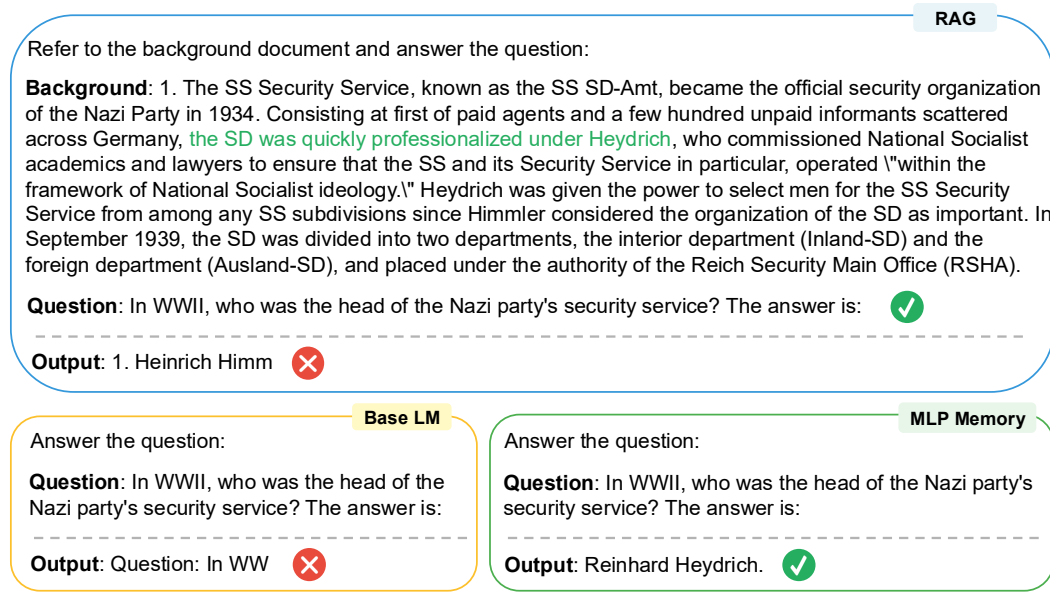 RAG
Refer to the background document and answer the question:
Background: 1. The SS Security Service, known as the SS SD-Amt, became the official security organization
of the Nazi Party in 1934. Consisting at first of paid agents and a few hundred unpaid informants scattered
across Germany, the SD was quickly professionalized under Heydrich, who commissioned National Socialist
academics and lawyers to ensure that the SS and its Security Service in particular, operated \"within the
framework of National Socialist ideology.\" Heydrich was given the power to select men for the SS Security
Service from among any SS subdivisions since Himmler considered the organization of the SD as important. In
September 1939, the SD was divided into two departments, the interior department (Inland-SD) and the
foreign department (Ausland-SD), and placed under the authority of the Reich Security Main Office (RSHA).
Question: In WWII, who was the head of the Nazi party's security service? The answer is:
Output: 1. Heinrich Himm
Base LM
Answer the question:
Question: In WWII, who was the head of the
Nazi party's security service? The answer is:
Output: Question: In WW
MLP Memory
Answer the question:
Question: In WWII, who was the head of the Nazi party's
security service? The answer is:
Output: Reinhard Heydrich.